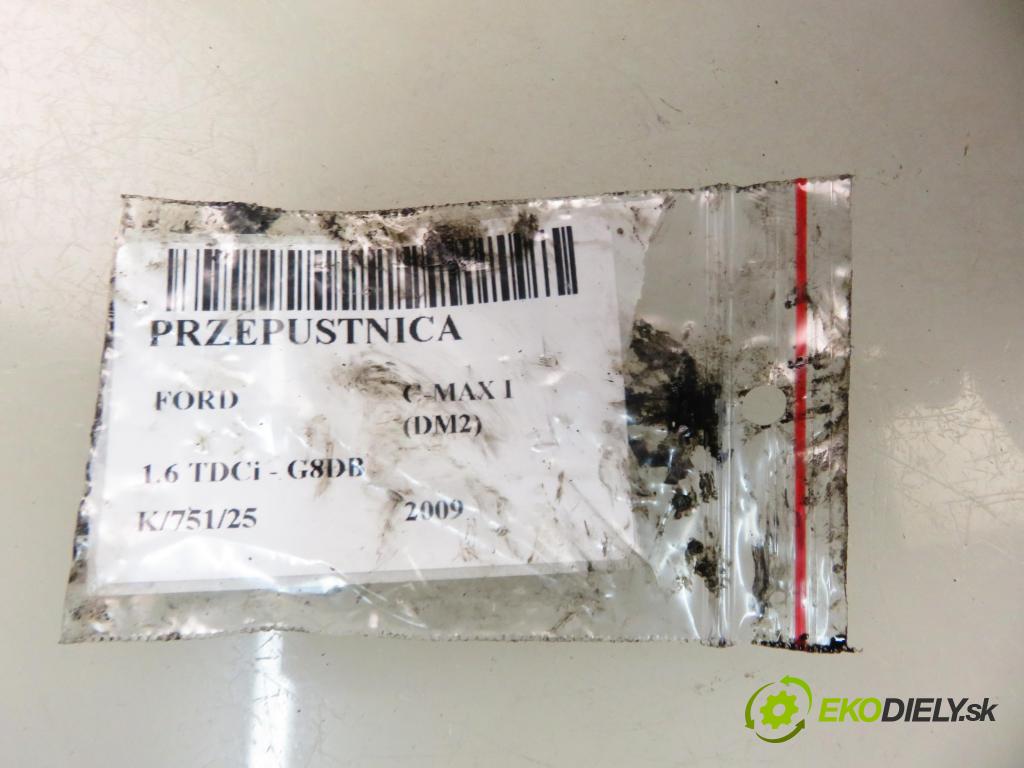 PRZEPUSTNICA
FORD C-MAX I
(DM2)
1.6 TDCi - G8DB
K/751/25 2009
EKODIELY.sk